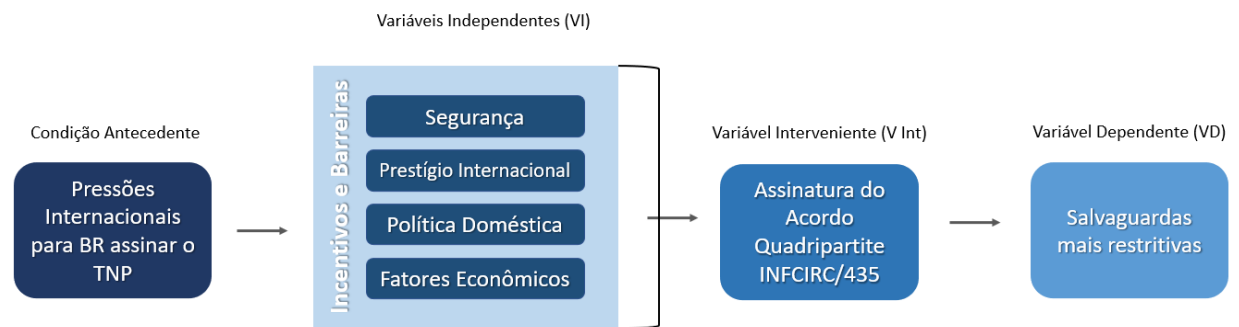 Variáveis Independentes (VI)
Condição Antecedente
Pressões
Internacionais
para BR assinar o
TNP
Incentivos e Barreiras
Segurança
Prestígio Internacional
Política Doméstica
Fatores Econômicos
Variável Interveniente (V Int)
Assinatura do
Acordo
Quadripartite
INFCIRC/435
Variável Dependente (VD)
Salvaguardas
mais restritivas